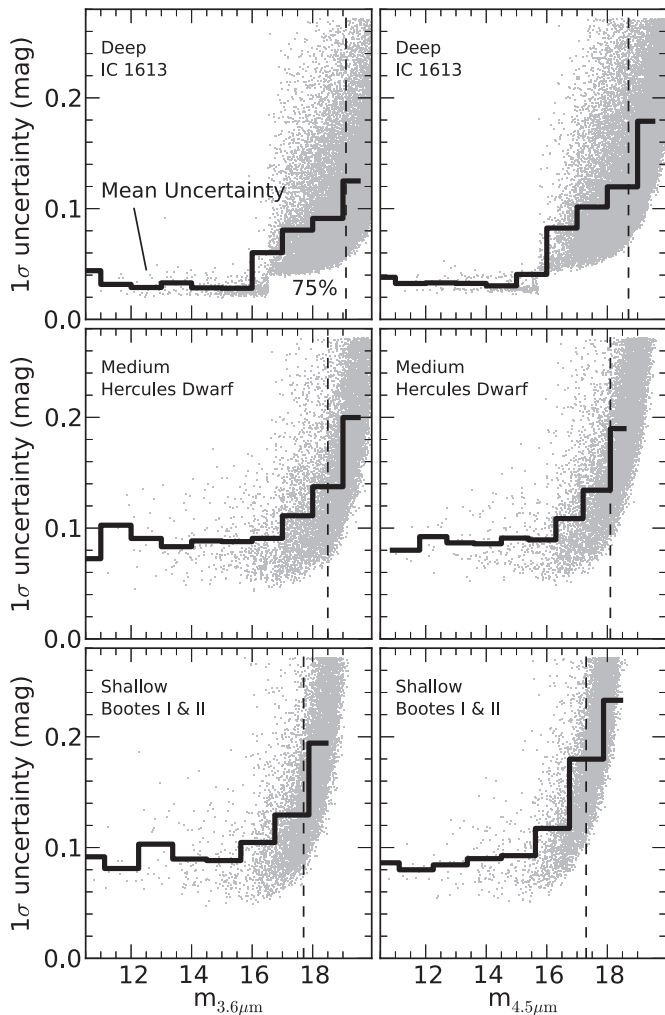 Deep
IC 1613
Mean Uncertainty
75%
1σ uncertainty (mag)
0.2
0.1
0.0
Deep
IC 1613
Medium
Hercules Dwarf
1σ uncertainty (mag)
0.2
0.1
0.0
Medium
Hercules Dwarf
Shallow
Bootes I & II
1σ uncertainty (mag)
0.2
0.1
0.0
Shallow
Bootes I & II
12 14 16 18
12 14 16 18
m3.6μm
m4.5μm